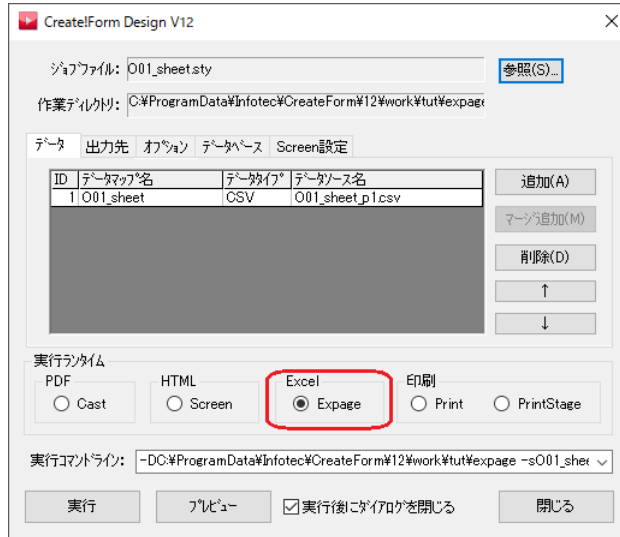 Create!Form Design V12
ジョブファイル: O01_sheet.sty 参照(S)...
作業ディレクトリ: C:¥ProgramData¥Infotec¥CreateForm¥12¥work¥tut¥expage
データ 出力先 オプション データベース Screen設定
ID データマップ名 データタイプ データソース名
1 O01_sheet CSV O01_sheet_p1.csv
追加(A)
マージ追加(M)
削除(D)
↑
↓
実行ランタイム
PDF HTML Excel 印刷
Cast Screen Expage Print PrintStage
実行コマンドライン: -DC:¥ProgramData¥Infotec¥CreateForm¥12¥work¥tut¥expage -sO01_shee
実行 プレビュー 実行後にダイアログを閉じる 閉じる